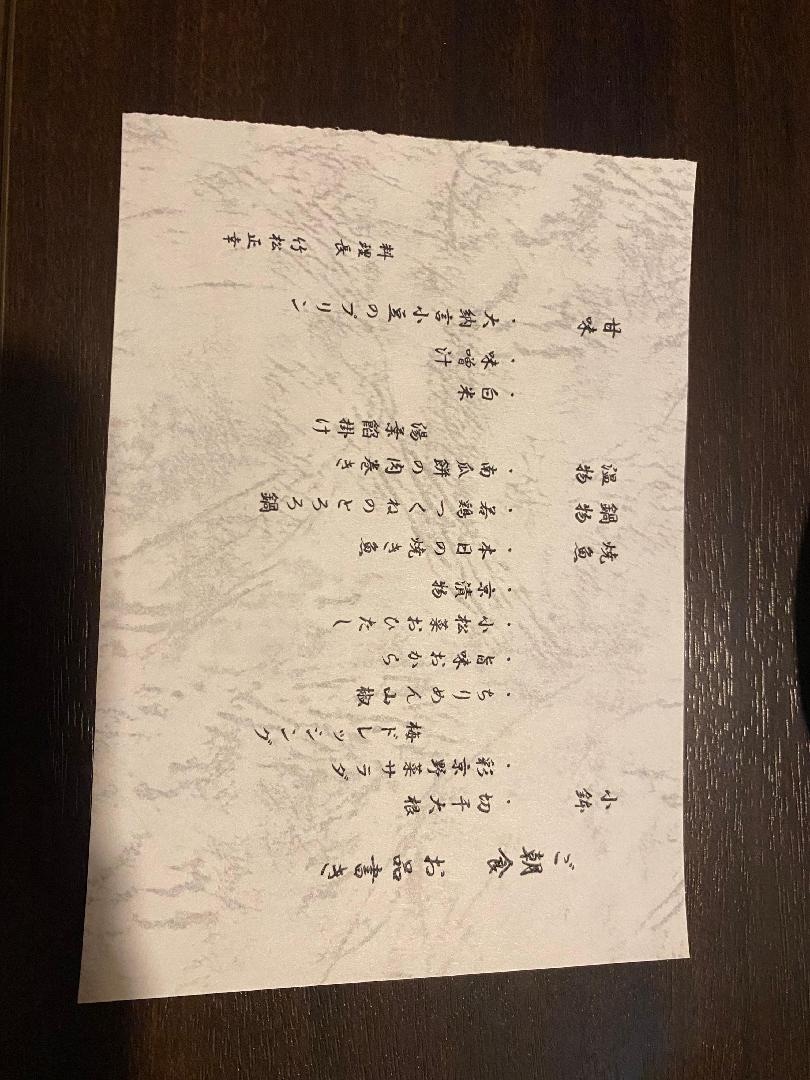 ご朝食 お品書き
小鉢
・切干大根
・彩京野菜サラダ
梅ドレッシング
・ちりめん山椒
・旨味おから
・小松菜おひたし
・京漬物
焼魚
・本日の焼き魚
鍋物
・若鶏つくねのとろろ鍋
温物
・南瓜餅の肉巻き
湯葉餡掛け
・白米
・味噌汁
甘味
・大納言小豆のプリン
料理長 竹松正幸